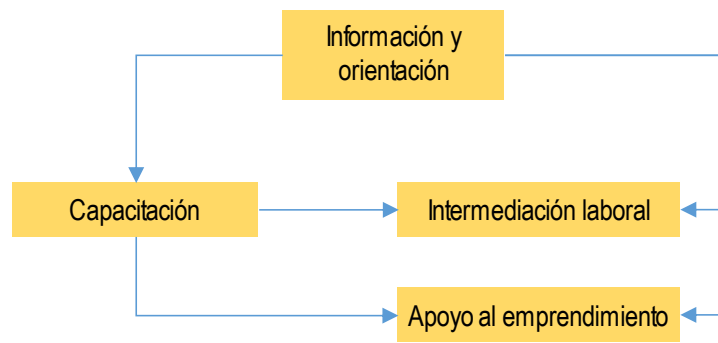 Información y
orientación
Capacitación
Intermediación laboral
Apoyo al emprendimiento